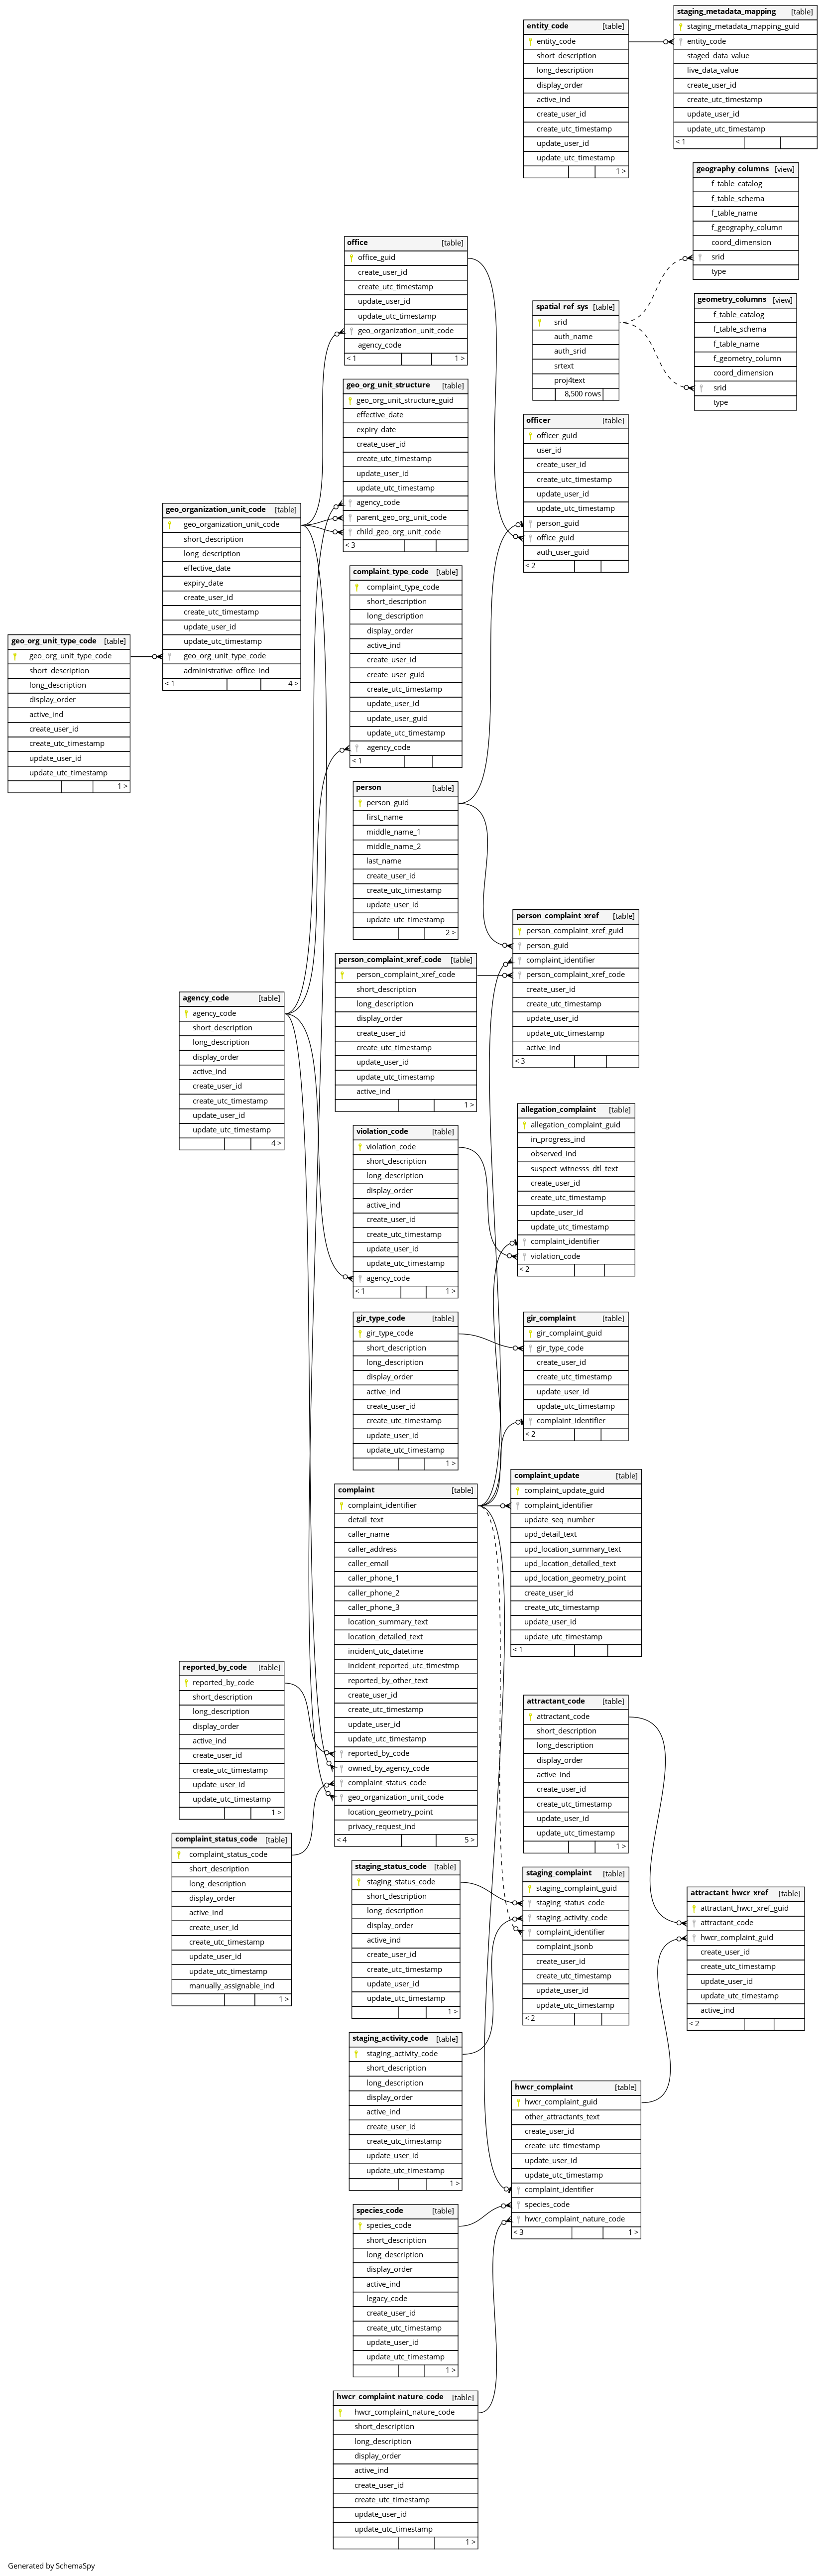 staging_metadata_mapping [table]
staging_metadata_mapping_guid
entity_code
staged_data_value
live_data_value
create_user_id
create_utc_timestamp
update_user_id
update_utc_timestamp
< 1
entity_code [table]
entity_code
short_description
long_description
display_order
active_ind
create_user_id
create_utc_timestamp
update_user_id
update_utc_timestamp
1 >
geography_columns [view]
f_table_catalog
f_table_schema
f_table_name
f_geography_column
coord_dimension
srid
type
office [table]
office_guid
create_user_id
create_utc_timestamp
update_user_id
update_utc_timestamp
geo_organization_unit_code
agency_code
< 1 1 >
geometry_columns [view]
f_table_catalog
f_table_schema
f_table_name
f_geometry_column
coord_dimension
srid
type
spatial_ref_sys [table]
srid
auth_name
auth_srid
srtext
proj4text
8,500 rows
geo_org_unit_structure [table]
geo_org_unit_structure_guid
effective_date
expiry_date
create_user_id
create_utc_timestamp
update_user_id
update_utc_timestamp
agency_code
parent_geo_org_unit_code
child_geo_org_unit_code
< 3
officer [table]
officer_guid
user_id
create_user_id
create_utc_timestamp
update_user_id
update_utc_timestamp
person_guid
office_guid
auth_user_guid
< 2
geo_organization_unit_code [table]
geo_organization_unit_code
short_description
long_description
effective_date
expiry_date
create_user_id
create_utc_timestamp
update_user_id
update_utc_timestamp
geo_org_unit_type_code
administrative_office_ind
< 1 4 >
complaint_type_code [table]
complaint_type_code
short_description
long_description
display_order
active_ind
create_user_id
create_user_guid
create_utc_timestamp
update_user_id
update_user_guid
update_utc_timestamp
agency_code
< 1
geo_org_unit_type_code [table]
geo_org_unit_type_code
short_description
long_description
display_order
active_ind
create_user_id
create_utc_timestamp
update_user_id
update_utc_timestamp
1 >
person [table]
person_guid
first_name
middle_name_1
middle_name_2
last_name
create_user_id
create_utc_timestamp
update_user_id
update_utc_timestamp
2 >
person_complaint_xref [table]
person_complaint_xref_guid
person_guid
complaint_identifier
person_complaint_xref_code
create_user_id
create_utc_timestamp
update_user_id
update_utc_timestamp
active_ind
< 3
person_complaint_xref_code [table]
person_complaint_xref_code
short_description
long_description
display_order
create_user_id
create_utc_timestamp
update_user_id
update_utc_timestamp
active_ind
1 >
agency_code [table]
agency_code
short_description
long_description
display_order
active_ind
create_user_id
create_utc_timestamp
update_user_id
update_utc_timestamp
4 >
allegation_complaint [table]
allegation_complaint_guid
in_progress_ind
observed_ind
suspect_witnesss_dtl_text
create_user_id
create_utc_timestamp
update_user_id
update_utc_timestamp
complaint_identifier
violation_code
< 2
violation_code [table]
violation_code
short_description
long_description
display_order
active_ind
create_user_id
create_utc_timestamp
update_user_id
update_utc_timestamp
agency_code
< 1 1 >
gir_type_code [table]
gir_type_code
short_description
long_description
display_order
active_ind
create_user_id
create_utc_timestamp
update_user_id
update_utc_timestamp
1 >
gir_complaint [table]
gir_complaint_guid
gir_type_code
create_user_id
create_utc_timestamp
update_user_id
update_utc_timestamp
complaint_identifier
< 2
complaint_update [table]
complaint_update_guid
complaint_identifier
update_seq_number
upd_detail_text
upd_location_summary_text
upd_location_detailed_text
upd_location_geometry_point
create_user_id
create_utc_timestamp
update_user_id
update_utc_timestamp
< 1
complaint [table]
complaint_identifier
detail_text
caller_name
caller_address
caller_email
caller_phone_1
caller_phone_2
caller_phone_3
location_summary_text
location_detailed_text
incident_utc_datetime
incident_reported_utc_timestmp
reported_by_other_text
create_user_id
create_utc_timestamp
update_user_id
update_utc_timestamp
reported_by_code
owned_by_agency_code
complaint_status_code
geo_organization_unit_code
location_geometry_point
privacy_request_ind
< 4 5 >
reported_by_code [table]
reported_by_code
short_description
long_description
display_order
active_ind
create_user_id
create_utc_timestamp
update_user_id
update_utc_timestamp
1 >
attractant_code [table]
attractant_code
short_description
long_description
display_order
active_ind
create_user_id
create_utc_timestamp
update_user_id
update_utc_timestamp
1 >
complaint_status_code [table]
complaint_status_code
short_description
long_description
display_order
active_ind
create_user_id
create_utc_timestamp
update_user_id
update_utc_timestamp
manually_assignable_ind
1 >
staging_status_code [table]
staging_status_code
short_description
long_description
display_order
active_ind
create_user_id
create_utc_timestamp
update_user_id
update_utc_timestamp
1 >
staging_complaint [table]
staging_complaint_guid
staging_status_code
staging_activity_code
complaint_identifier
complaint_jsonb
create_user_id
create_utc_timestamp
update_user_id
update_utc_timestamp
< 2
attractant_hwcr_xref [table]
attractant_hwcr_xref_guid
attractant_code
hwcr_complaint_guid
create_user_id
create_utc_timestamp
update_user_id
update_utc_timestamp
active_ind
< 2
staging_activity_code [table]
staging_activity_code
short_description
long_description
display_order
active_ind
create_user_id
create_utc_timestamp
update_user_id
update_utc_timestamp
1 >
hwcr_complaint [table]
hwcr_complaint_guid
other_attractants_text
create_user_id
create_utc_timestamp
update_user_id
update_utc_timestamp
complaint_identifier
species_code
hwcr_complaint_nature_code
< 3 1 >
species_code [table]
species_code
short_description
long_description
display_order
active_ind
legacy_code
create_user_id
create_utc_timestamp
update_user_id
update_utc_timestamp
1 >
hwcr_complaint_nature_code [table]
hwcr_complaint_nature_code
short_description
long_description
display_order
active_ind
create_user_id
create_utc_timestamp
update_user_id
update_utc_timestamp
1 >
Generated by SchemaSpy